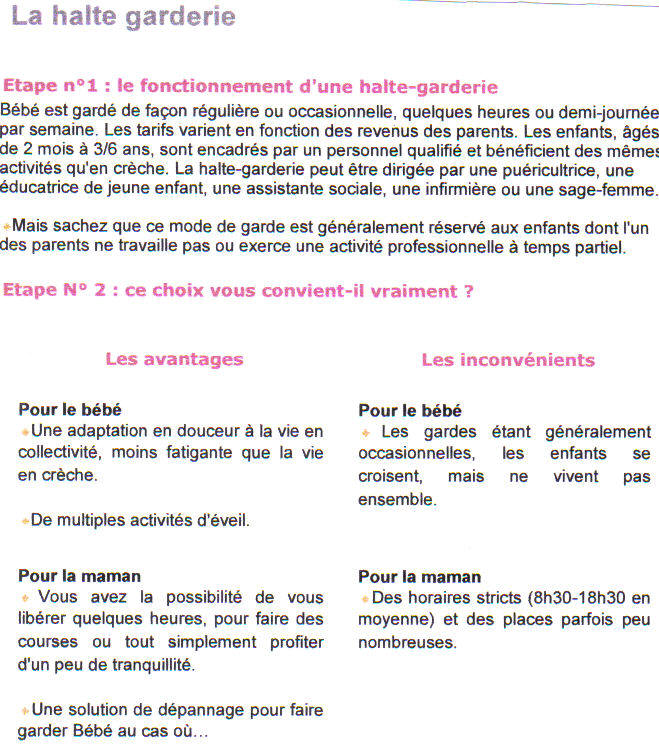 La halte garderie
Etape n°1 : le fonctionnement d'une halte-garderie
Bébé est gardé de façon régulière ou occasionnelle, quelques heures ou demi-journée
par semaine. Les tarifs varient en fonction des revenus des parents. Les enfants, âgés
de 2 mois à 3/6 ans, sont encadrés par un personnel qualifié et bénéficient des mêmes
activités qu'en crèche. La halte-garderie peut être dirigée par une puéricultrice, une
éducatrice de jeune enfant, une assistante sociale, une infirmière ou une sage-femme.
Mais sachez que ce mode de garde est généralement réservé aux enfants dont l'un
des parents ne travaille pas ou exerce une activité professionnelle à temps partiel.
Etape N° 2 : ce choix vous convient-il vraiment ?
Les avantages
Pour le bébé
Une adaptation en douceur à la vie en
collectivité, moins fatigante que la vie
en crèche.
De multiples activités d'éveil.
Pour la maman
Vous avez la possibilité de vous
libérer quelques heures, pour faire des
courses ou tout simplement profiter
d'un peu de tranquillité.
Une solution de dépannage pour faire
garder Bébé au cas où...
Les inconvénients
Pour le bébé
Les gardes étant généralement
occasionnelles, les enfants se
croisent, mais ne vivent pas
ensemble.
Pour la maman
Des horaires stricts (8h30-18h30 en
moyenne) et des places parfois peu
nombreuses.